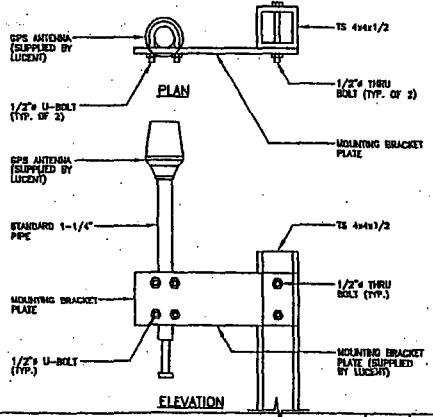 GPS ANTENNA
(SUPPLIED BY
LUCENT)
TS 4x4x1/2
1/2"ø U-BOLT
(TYP. OF 2)
PLAN
1/2"ø THRU
BOLT (TYP. OF 2)
MOUNTING BRACKET
PLATE
GPS ANTENNA
(SUPPLIED BY
LUCENT)
STANDARD 1-1/4"
PIPE
TS 4x4x1/2
MOUNTING BRACKET
PLATE
1/2"ø THRU
BOLT (TYP.)
1/2"ø U-BOLT
(TYP.)
MOUNTING BRACKET
PLATE (SUPPLIED
BY LUCENT)
ELEVATION